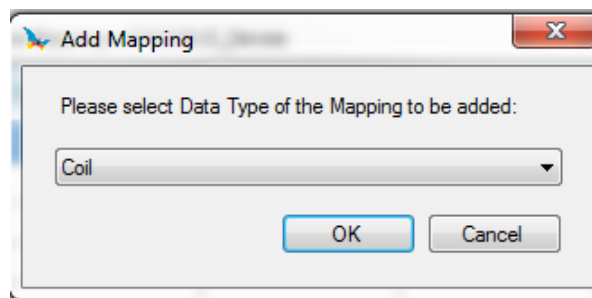 Add Mapping
Please select Data Type of the Mapping to be added:
Coil
OK Cancel